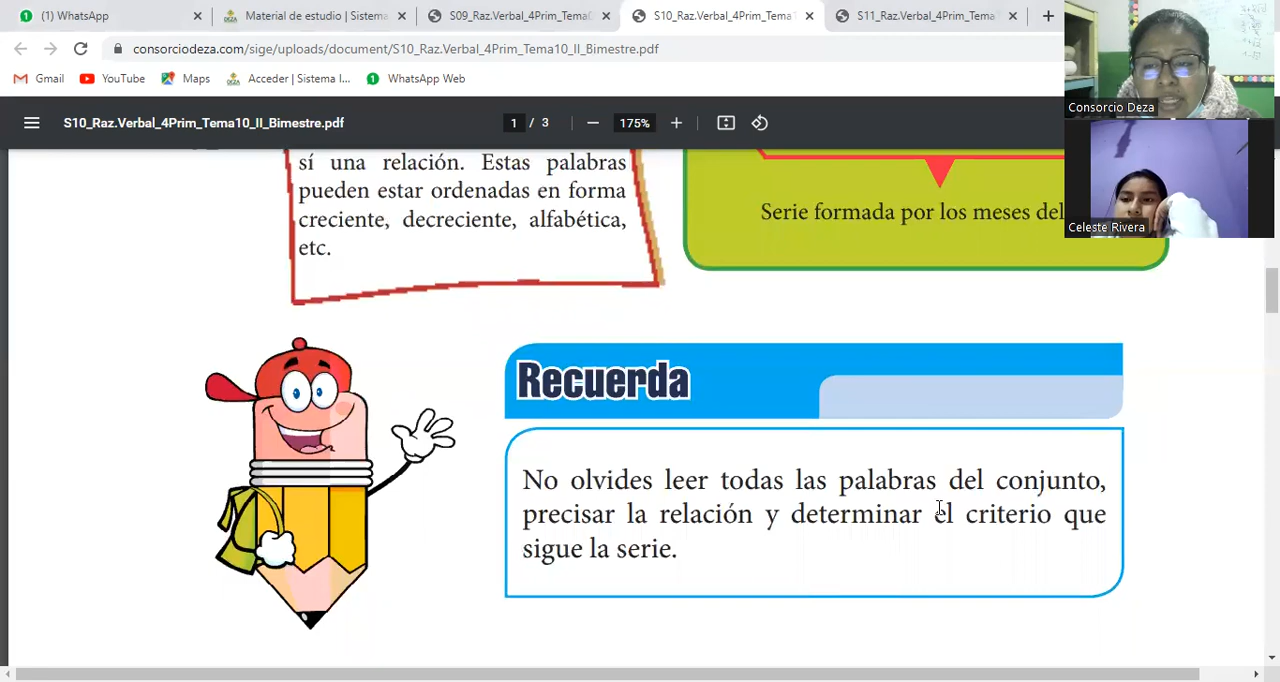 (1) WhatsApp
Material de estudio | Sistema
S09_Raz.Verbal_4Prim_Tema
S10_Raz.Verbal_4Prim_Tema1
S11_Raz.Verbal_4Prim_Tema
consorciodeza.com/sige/uploads/document/S10_Raz.Verbal_4Prim_Tema10_II_Bimestre.pdf
Gmail YouTube Maps Acceder | Sistema I... WhatsApp Web
Consorcio Deza
S10_Raz.Verbal_4Prim_Tema10_II_Bimestre.pdf 1 / 3 175%
sí una relación. Estas palabras
pueden estar ordenadas en forma
creciente, decreciente, alfabética,
etc.
Serie formada por los meses del
Celeste Rivera
Recuerda
No olvides leer todas las palabras del conjunto,
precisar la relación y determinar el criterio que
sigue la serie.